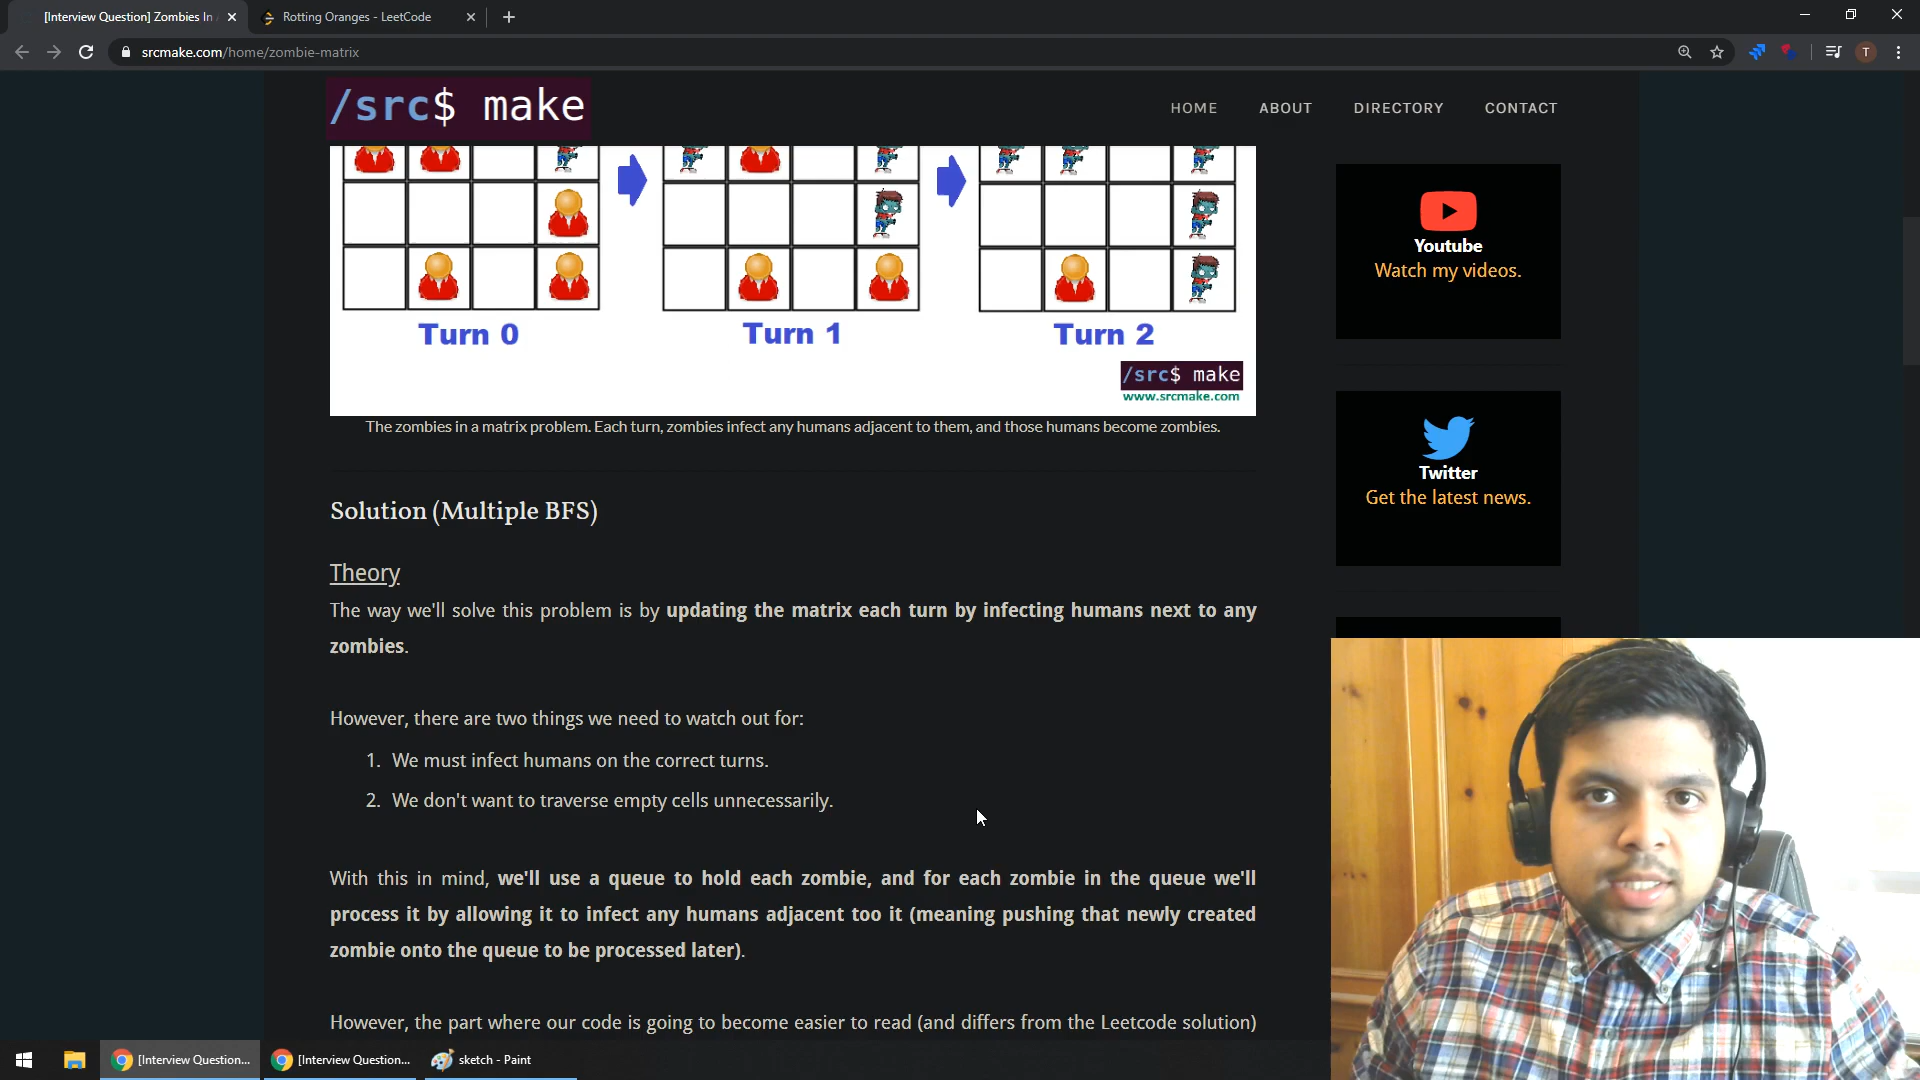 [Interview Question] Zombies In
Rotting Oranges - LeetCode
srcmake.com/home/zombie-matrix
T
/src$ make
HOME
ABOUT
DIRECTORY
CONTACT
Turn 0
Turn 1
Turn 2
/src$ make
www.srcmake.com
The zombies in a matrix problem. Each turn, zombies infect any humans adjacent to them, and those humans become zombies.
Youtube
Watch my videos.
Twitter
Get the latest news.
Solution (Multiple BFS)
Theory
The way we'll solve this problem is by updating the matrix each turn by infecting humans next to any
zombies.
However, there are two things we need to watch out for:
1. We must infect humans on the correct turns.
2. We don't want to traverse empty cells unnecessarily.
With this in mind, we'll use a queue to hold each zombie, and for each zombie in the queue we'll
process it by allowing it to infect any humans adjacent too it (meaning pushing that newly created
zombie onto the queue to be processed later).
However, the part where our code is going to become easier to read (and differs from the Leetcode solution)
[Interview Question...
[Interview Question...
sketch - Paint